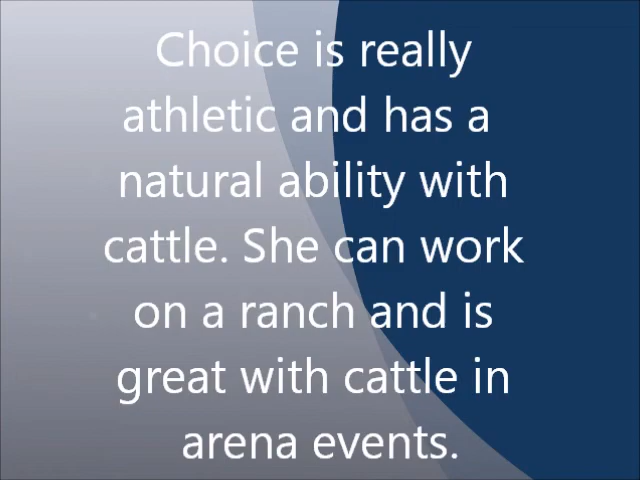 Choice is really
athletic and has a
natural ability with
cattle. She can work
on a ranch and is
great with cattle in
arena events.